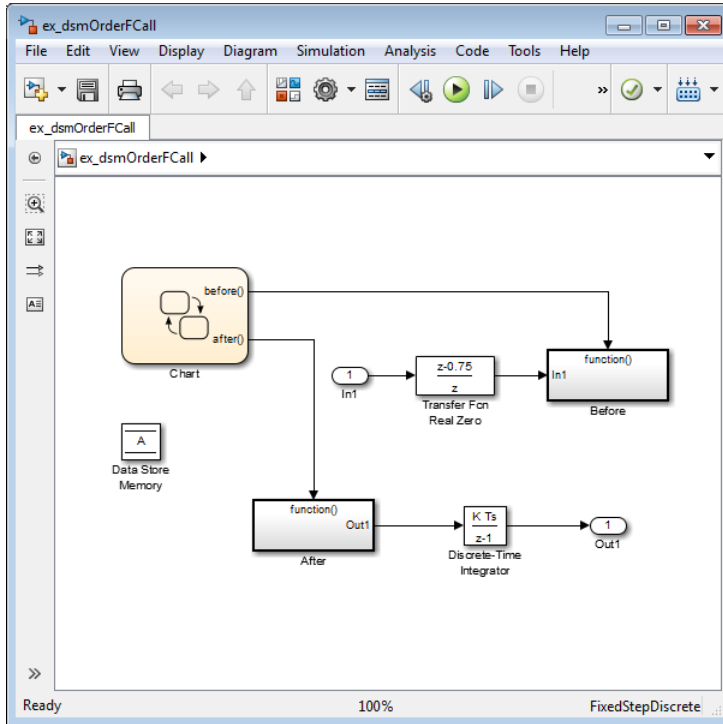 ex_dsmOrderFCall
File Edit View Display Diagram Simulation Analysis Code Tools Help
»
ex_dsmOrderFCall
ex_dsmOrderFCall
before()
after()
Chart
1
In1
z-0.75
z
Transfer Fcn
Real Zero
function()
In1
Before
A
Data Store
Memory
function()
Out1
After
K Ts
z-1
Discrete-Time
Integrator
1
Out1
»
Ready 100% FixedStepDiscrete